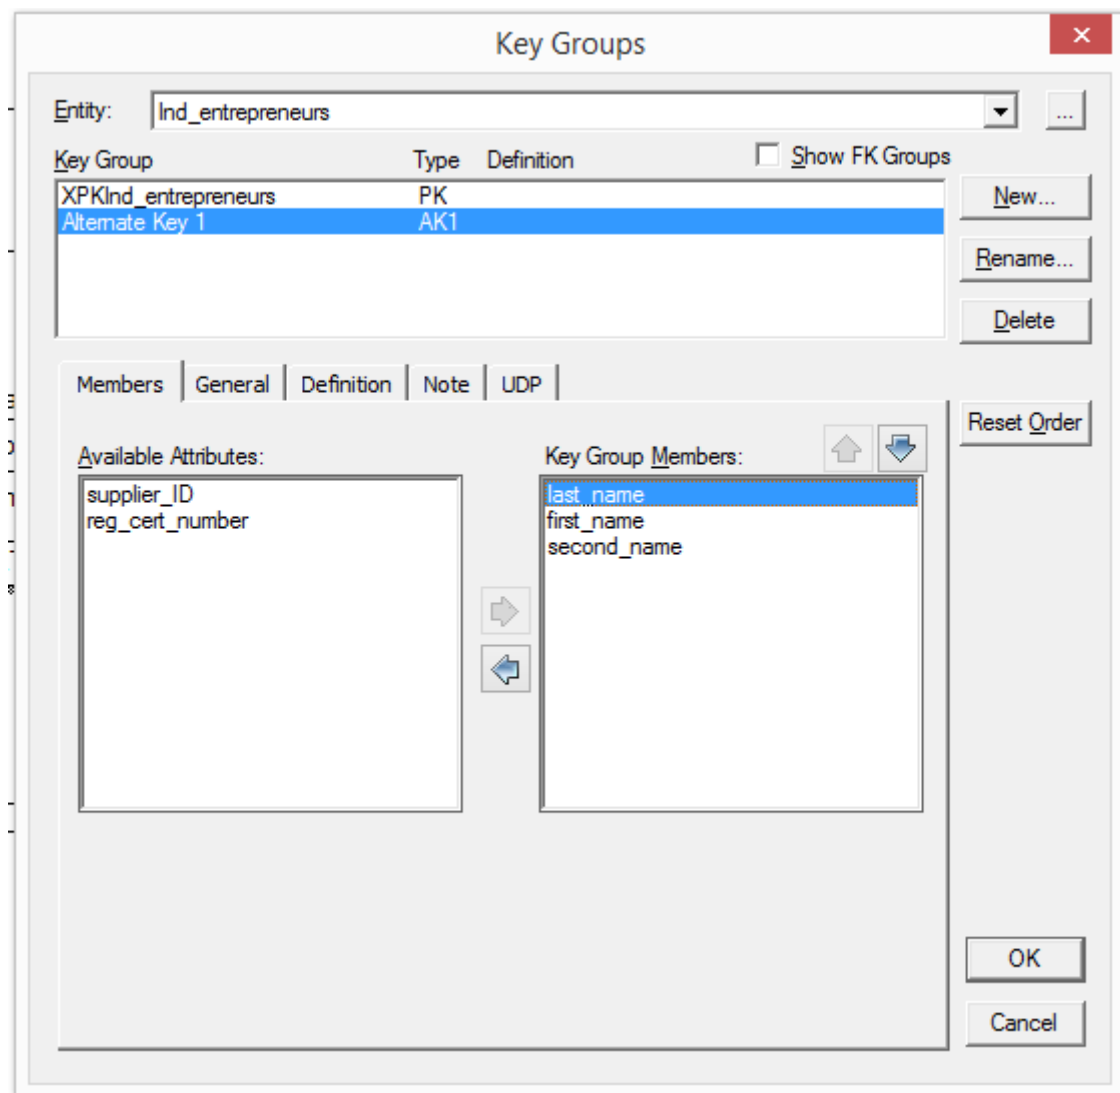 Key Groups
Entity: Ind_entrepreneurs ...
Key Group Type Definition Show FK Groups
XPKInd_entrepreneurs PK
Alternate Key 1 AK1
New...
Rename...
Delete
Members General Definition Note UDP
Reset Order
Available Attributes: Key Group Members:
supplier_ID last_name
reg_cert_number first_name
second_name
OK
Cancel